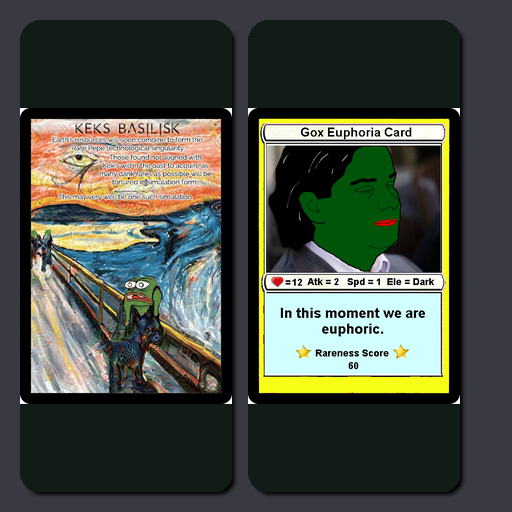 KEKS BASILISK
Earth's resources will soon combine to form the
Rare Pepe technological singularity.
Those found not aligned with
Kek's will in the past to acquire as
many dank rares as possible will be
tortured in simulation form.
This may very well be one such simulation.
Gox Euphoria Card
=12 Atk = 2 Spd = 1 Ele = Dark
In this moment we are
euphoric.
Rareness Score
60